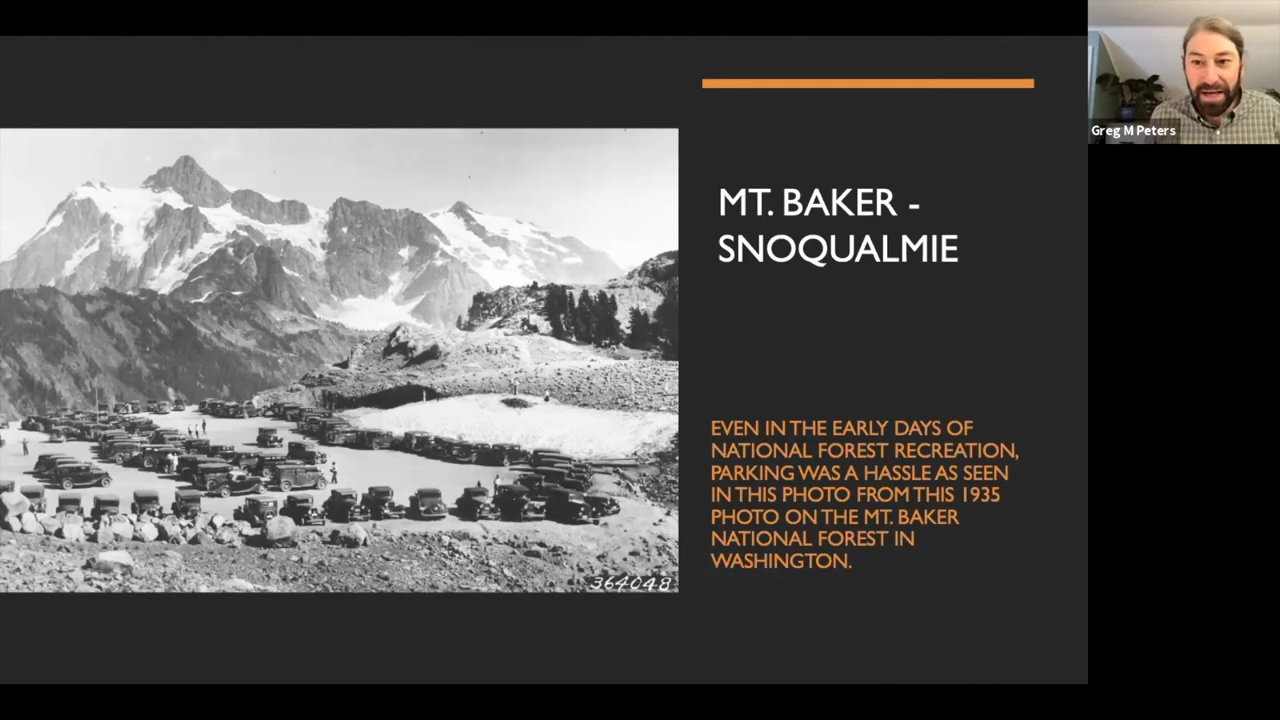 Greg M Peters
MT. BAKER -
SNOQUALMIE
EVEN IN THE EARLY DAYS OF
NATIONAL FOREST RECREATION,
PARKING WAS A HASSLE AS SEEN
IN THIS PHOTO FROM THIS 1935
PHOTO ON THE MT. BAKER
NATIONAL FOREST IN
WASHINGTON.
364048